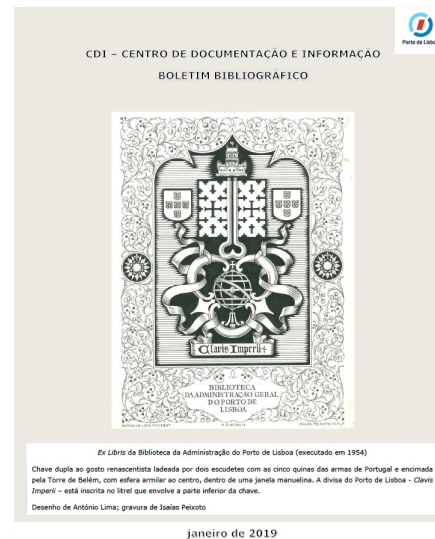 Porto de Lisboa
CDI – CENTRO DE DOCUMENTAÇÃO E INFORMAÇÃO
BOLETIM BIBLIOGRÁFICO
Clavis Imperii
BIBLIOTECA
DA ADMINISTRAÇÃO GERAL
DO PORTO DE
LISBOA
Ex Libris da Biblioteca da Administração do Porto de Lisboa (executado em 1954)
Chave dupla ao gosto renascentista ladeada por dois escudetes com as cinco quinas das armas de Portugal e encimada
pela Torre de Belém, com esfera armilar ao centro, dentro de uma janela manuelina. A divisa do Porto de Lisboa - Clavis
Imperii – está inscrita no litrel que envolve a parte inferior da chave.
Desenho de António Lima; gravura de Isaías Peixoto
janeiro de 2019